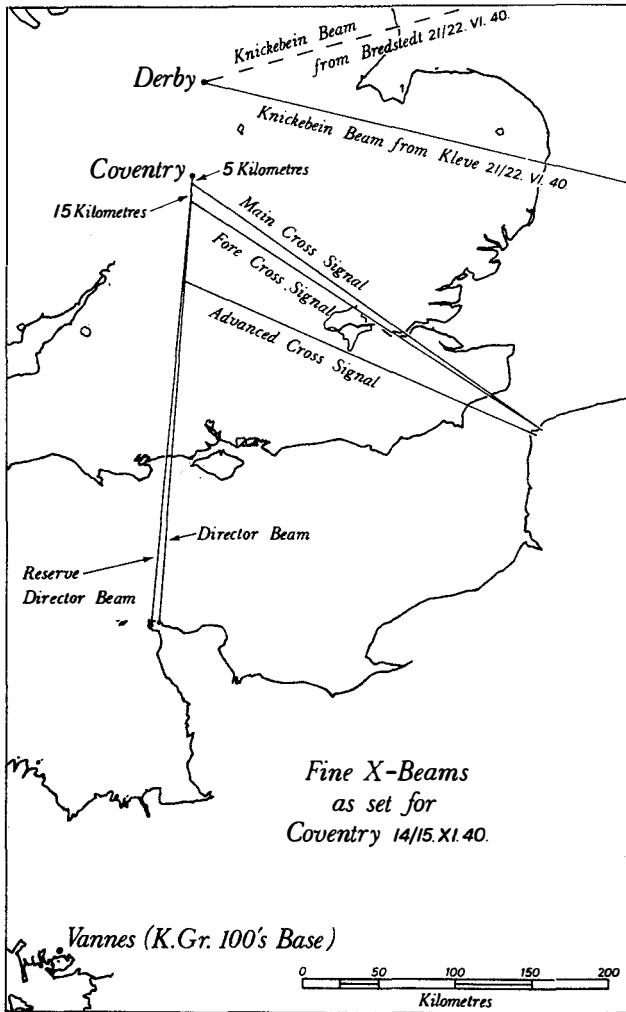 Knickebein Beam
from Bredstedt 21/22. VI. 40.
Derby
Knickebein Beam from Kleve 21/22. VI. 40
Coventry
5 Kilometres
15 Kilometres
Main Cross Signal
Fore Cross Signal
Advanced Cross Signal
Director Beam
Reserve
Director Beam
Fine X-Beams
as set for
Coventry 14/15. XI. 40.
Vannes (K.Gr. 100's Base)
0 50 100 150 200
Kilometres